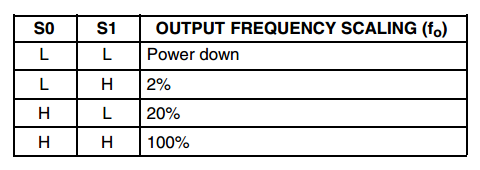 S0 S1 OUTPUT FREQUENCY SCALING (fo)
L L Power down
L H 2%
H L 20%
H H 100%